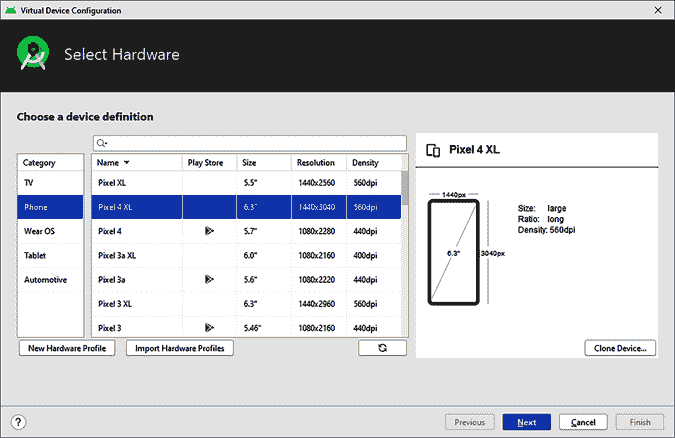 Virtual Device Configuration
Select Hardware
Choose a device definition
Category
TV
Phone
Wear OS
Tablet
Automotive
Name Play Store Size Resolution Density
Pixel XL 5.5" 1440x2560 560dpi
Pixel 4 XL 6.3" 1440x3040 560dpi
Pixel 4 5.7" 1080x2280 440dpi
Pixel 3a XL 6.0" 1080x2160 400dpi
Pixel 3a 5.6" 1080x2220 440dpi
Pixel 3 XL 6.3" 1440x2960 560dpi
Pixel 3 5.46" 1080x2160 440dpi
New Hardware Profile Import Hardware Profiles
Pixel 4 XL
1440px
6.3"
3040px
Size: large
Ratio: long
Density: 560dpi
Clone Device...
? Previous Next Cancel Finish